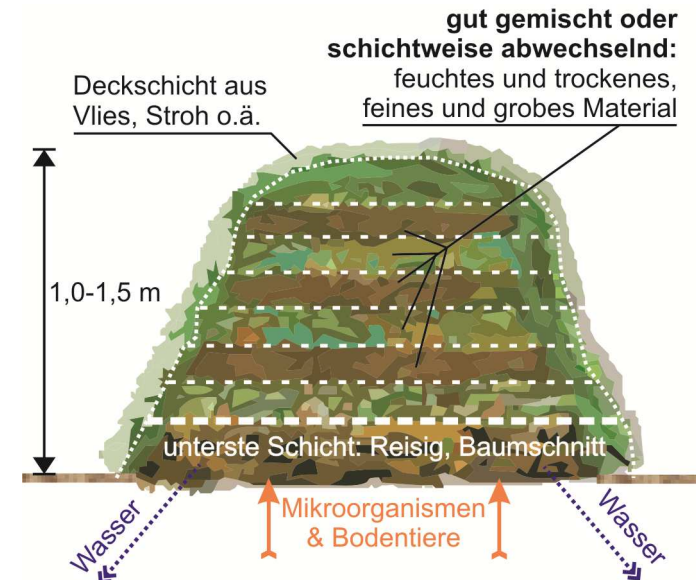 gut gemischt oder
schichtweise abwechselnd:
feuchtes und trockenes,
feines und grobes Material
Deckschicht aus
Vlies, Stroh o.ä.
1,0-1,5 m
unterste Schicht: Reisig, Baumschnitt
Mikroorganismen
& Bodentiere
Wasser
Wasser